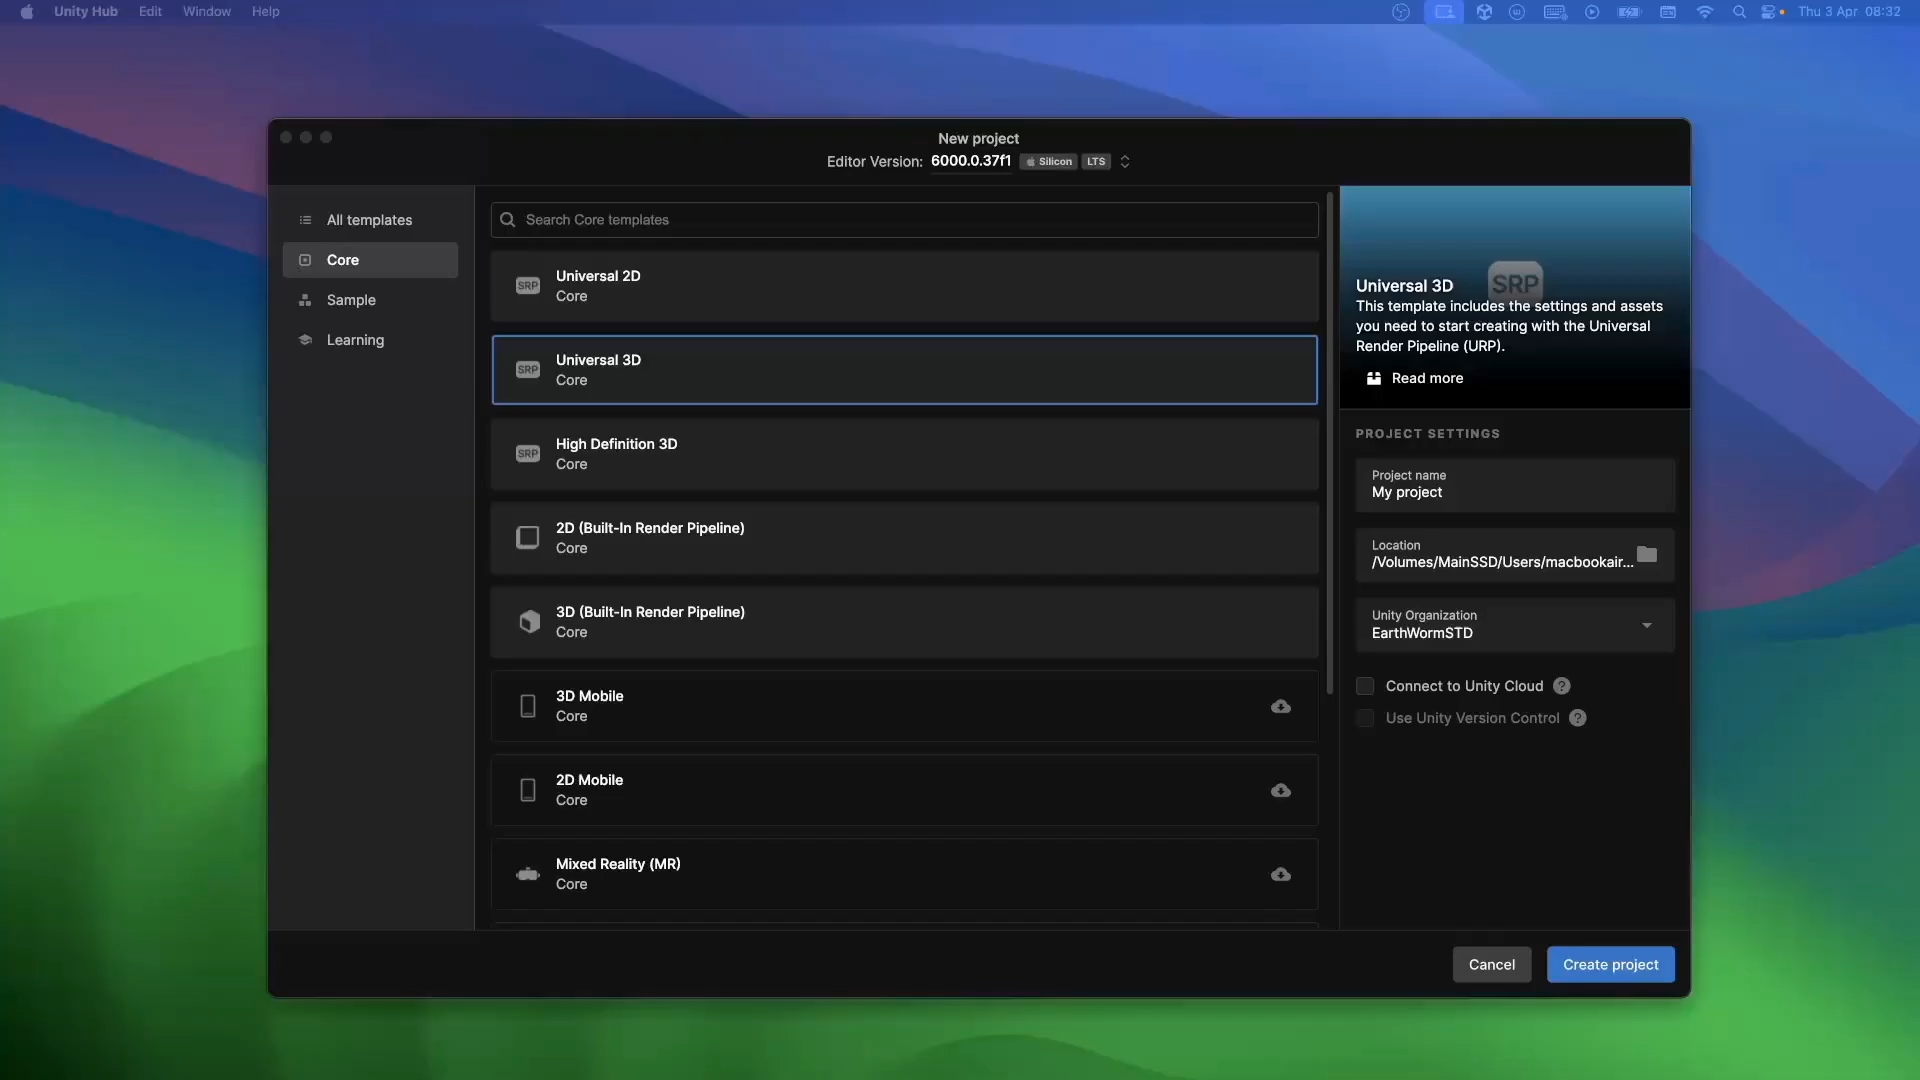 Unity Hub Edit Window Help
Thu 3 Apr 08:32
New project
Editor Version: 6000.0.37f1 Silicon LTS
All templates
Core
Sample
Learning
Search Core templates
SRP
Universal 2D
Core
SRP
Universal 3D
Core
SRP
High Definition 3D
Core
2D (Built-In Render Pipeline)
Core
3D (Built-In Render Pipeline)
Core
3D Mobile
Core
2D Mobile
Core
Mixed Reality (MR)
Core
SRP
Universal 3D
This template includes the settings and assets
you need to start creating with the Universal
Render Pipeline (URP).
Read more
PROJECT SETTINGS
Project name
My project
Location
/Volumes/MainSSD/Users/macbookair...
Unity Organization
EarthWormSTD
Connect to Unity Cloud ?
Use Unity Version Control ?
Cancel
Create project